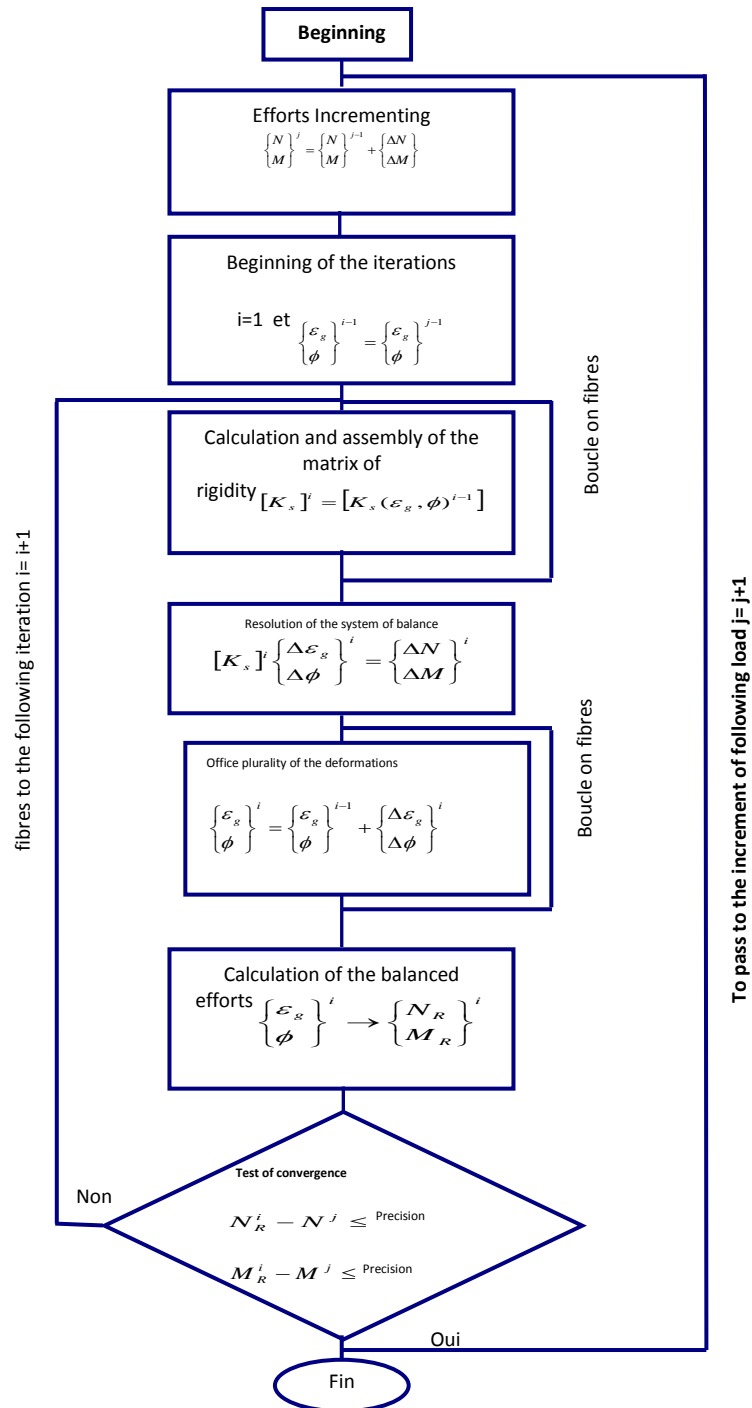 Beginning
Efforts Incrementing
{N M}^j = {N M}^{j-1} + {ΔN ΔM}
Beginning of the iterations
i=1 et {ε_g ϕ}^{i-1} = {ε_g ϕ}^{j-1}
Boucle on fibres
Calculation and assembly of the
matrix of
rigidity [K_s]^i = [K_s (ε_g, ϕ)^{i-1}]
fibres to the following iteration i= i+1
To pass to the increment of following load j= j+1
Resolution of the system of balance
[K_s]^i {Δε_g Δϕ}^i = {ΔN ΔM}^i
Boucle on fibres
Office plurality of the deformations
{ε_g ϕ}^i = {ε_g ϕ}^{i-1} + {Δε_g Δϕ}^i
Calculation of the balanced
efforts {ε_g ϕ}^i → {N_R M_R}^i
Test of convergence
Non
N_R^i − N^j ≤ Precision
M_R^i − M^j ≤ Precision
Oui
Fin